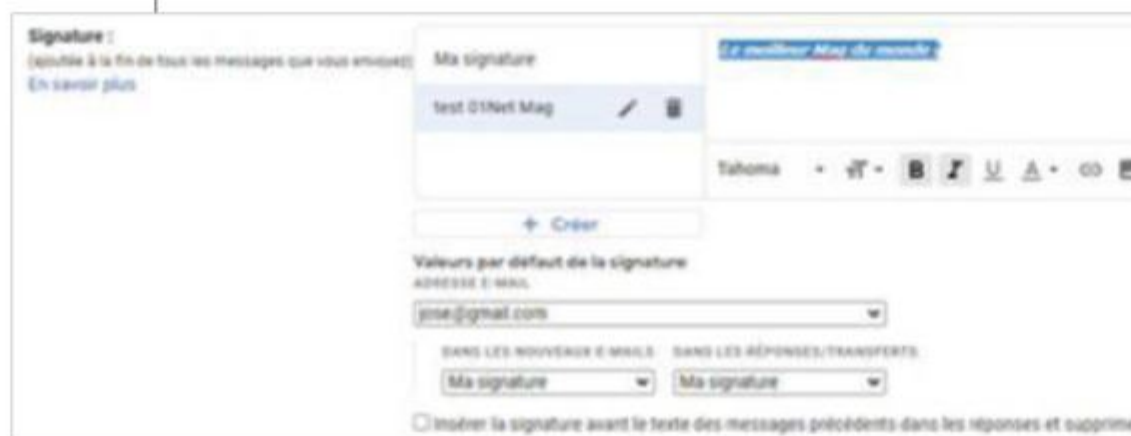 Signature :
(ajoutée à la fin de tous les messages que vous envoyez)
En savoir plus
Ma signature
test 01Net Mag
Le meilleur Mag du monde !
Tahoma
B I U A
+ Créer
Valeurs par défaut de la signature
ADRESSE E-MAIL
jose@gmail.com
DANS LES NOUVEAUX E-MAILS DANS LES RÉPONSES/TRANSFERTS
Ma signature Ma signature
Insérer la signature avant le texte des messages précédents dans les réponses et supprime